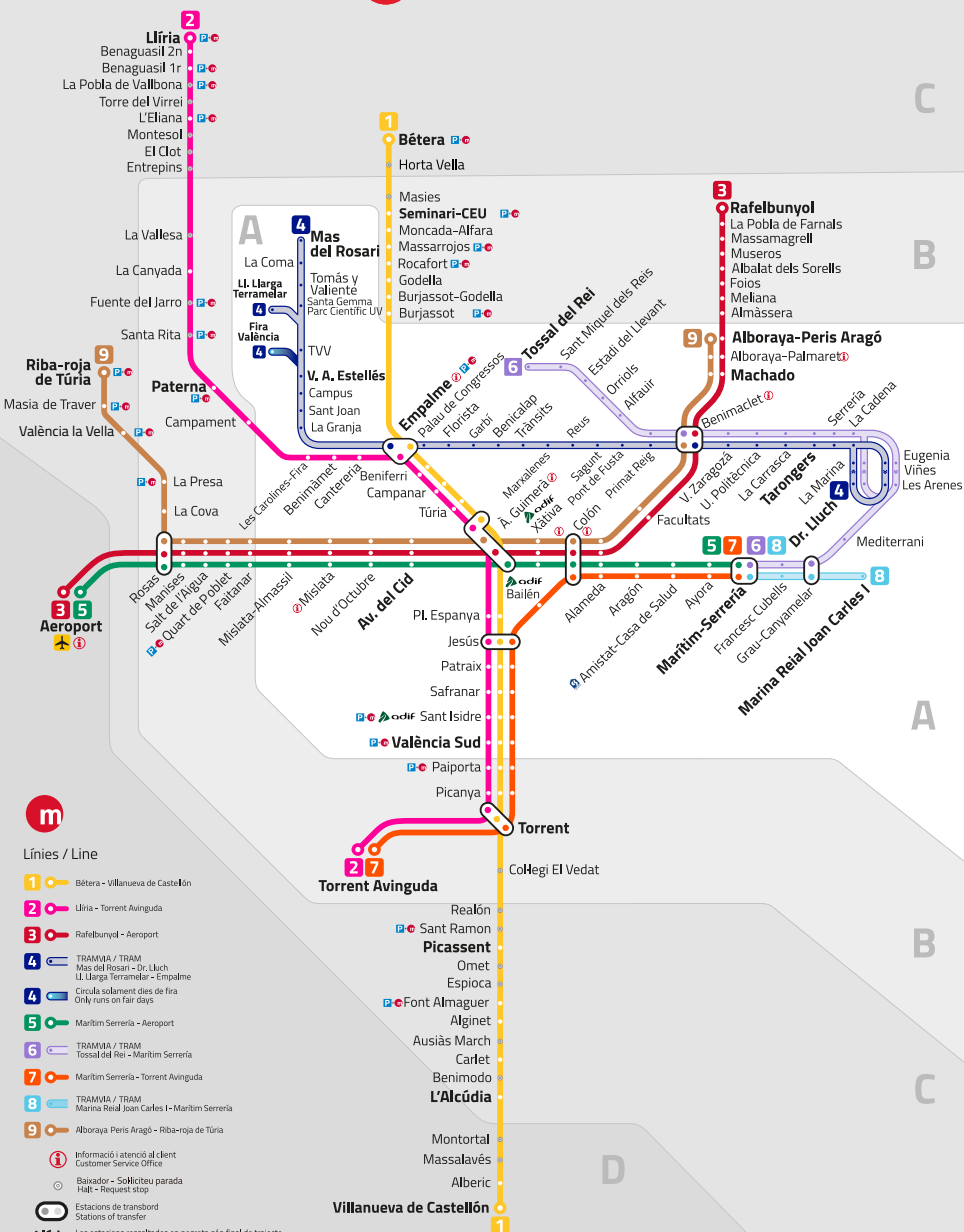 2
Llíria
Benaguasil 2n
Benaguasil 1r
La Pobla de Vallbona
Torre del Virrei
L'Eliana
Montesol
El Clot
Entrepins
La Vallesa
La Canyada
Fuente del Jarro
Santa Rita
Paterna
Campament
1
Bétera
Horta Vella
Masies
Seminari-CEU
Moncada-Alfara
Massarrojos
Rocafort
Godella
Burjassot-Godella
Burjassot
C
B
A
4
Mas
del Rosari
La Coma
Tomás y
Valiente
Ll. Llarga
Terramelar
4
Santa Gemma
Parc Científic UV
Fira
València
4
TVV
V. A. Estellés
Campus
Sant Joan
La Granja
3
Rafelbunyol
La Pobla de Farnals
Massamagrell
Museros
Albalat dels Sorells
Foios
Meliana
Almàssera
9
Alboraya-Peris Aragó
Alboraya-Palmaret
Machado
9
Riba-roja
de Túria
Masia de Traver
València la Vella
La Presa
La Cova
6
Tossal del Rei
Sant Miquel dels Reis
Estadi del Llevant
Orriols
Alfauir
Benimaclet
Empalme
Palau de Congressos
Florista
Garbí
Benicalap
Trànsits
Reus
Marxalenes
Sagunt
Pont de Fusta
Primat Reig
V. Zaragozá
U. Politècnica
La Carrasca
Tarongers
Serrería
La Cadena
La Marina
Eugenia
Viñes
Les Arenes
4
Dr. Lluch
Mediterrani
Les Carolines-Fira
Benimàmet
Cantereria
Beniferri
Campanar
Túria
À. Guimerà
adif
Xàtiva
Colón
Facultats
3
5
Aeroport
Rosas
Manises
Salt de l'Aigua
Quart de Poblet
Faitanar
Mislata-Almassil
Mislata
Nou d'Octubre
Av. del Cid
adif
Bailén
Alameda
Aragón
Amistat-Casa de Salud
Ayora
5
7
6
8
Marítim-Serrería
Francesc Cubells
Grau-Canyamelar
Marina Reial Joan Carles I
8
Pl. Espanya
Jesús
Patraix
Safranar
adif Sant Isidre
València Sud
Paiporta
Picanya
Torrent
2
7
Torrent Avinguda
A
Col·legi El Vedat
Realón
Sant Ramon
Picassent
Omet
Espioca
Font Almaguer
Alginet
Ausiàs March
Carlet
Benimodo
L'Alcúdia
Montortal
Massalavés
Alberic
Villanueva de Castellón
1
B
C
D
m
Línies / Line
1 Bétera - Villanueva de Castellón
2 Llíria - Torrent Avinguda
3 Rafelbunyol - Aeroport
4 TRAMVIA / TRAM
Mas del Rosari - Dr. Lluch
Ll. Llarga Terramelar - Empalme
4 Circula solament dies de fira
Only runs on fair days
5 Marítim Serrería - Aeroport
6 TRAMVIA / TRAM
Tossal del Rei - Marítim Serrería
7 Marítim Serrería - Torrent Avinguda
8 TRAMVIA / TRAM
Marina Reial Joan Carles I - Marítim Serrería
9 Alboraya Peris Aragó - Riba-roja de Túria
Informació i atenció al client
Customer Service Office
Baixador - Sol·liciteu parada
Halt - Request stop
Estacions de transbord
Stations of transfer